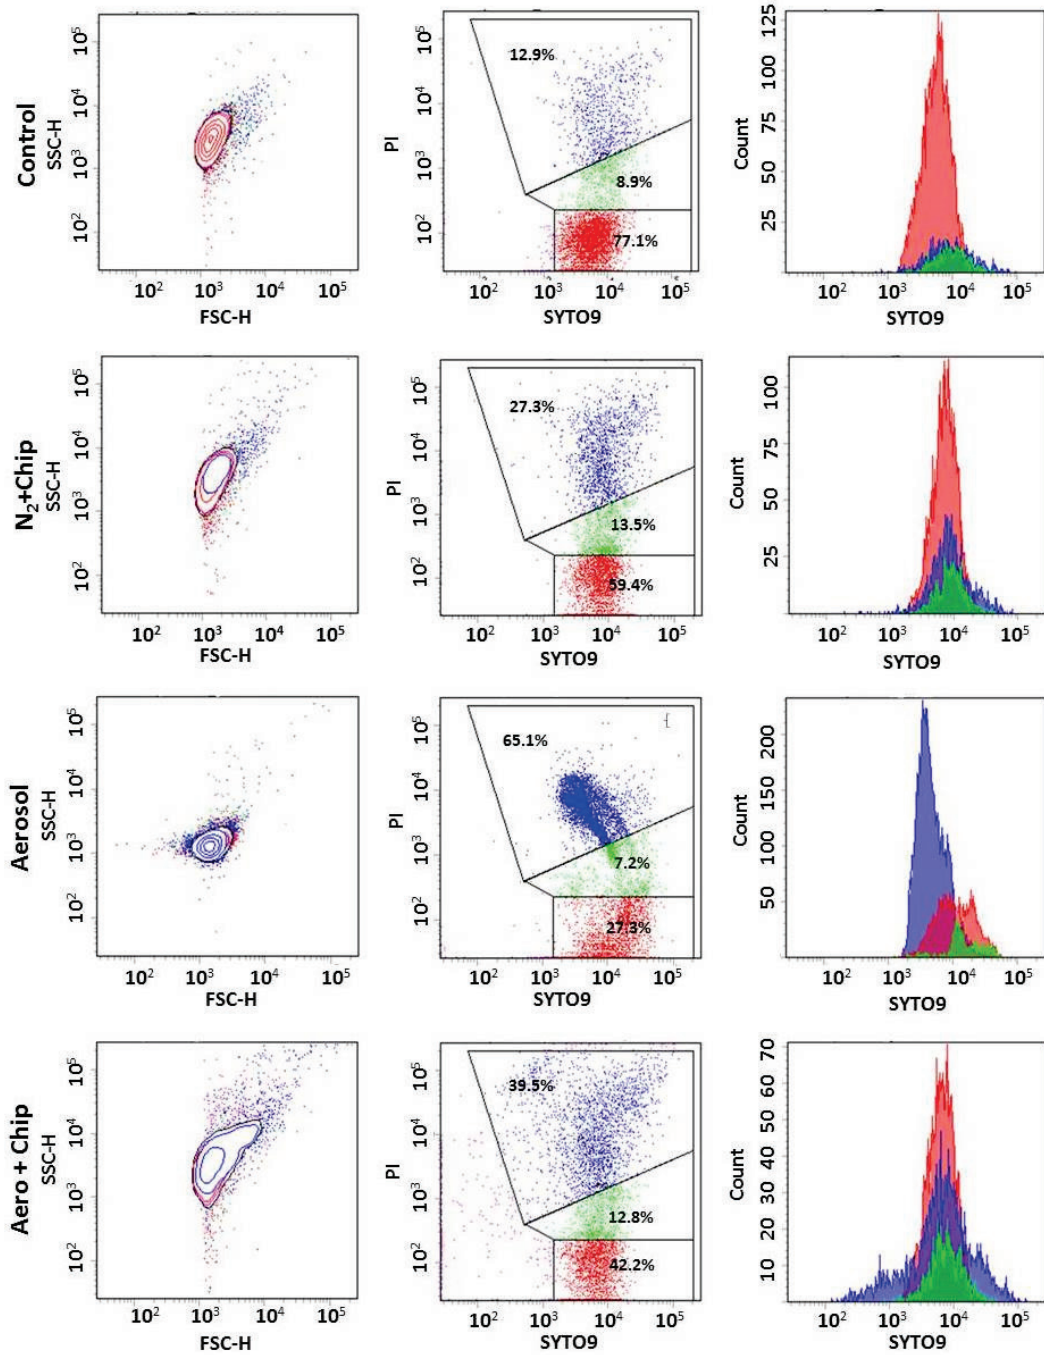 Control
SSC-H
10⁵
10⁴
10³
10²
10² 10³ 10⁴ 10⁵
FSC-H
PI
10⁵
10⁴
10³
10²
12.9%
8.9%
77.1%
10² 10³ 10⁴ 10⁵
SYTO9
Count
125
100
75
50
25
10² 10³ 10⁴ 10⁵
SYTO9
N₂+Chip
SSC-H
10⁵
10⁴
10³
10²
10² 10³ 10⁴ 10⁵
FSC-H
PI
10⁵
10⁴
10³
10²
27.3%
13.5%
59.4%
10² 10³ 10⁴ 10⁵
SYTO9
Count
100
75
50
25
10² 10³ 10⁴ 10⁵
SYTO9
Aerosol
SSC-H
10⁵
10⁴
10³
10²
10² 10³ 10⁴ 10⁵
FSC-H
PI
10⁵
10⁴
10³
10²
65.1%
7.2%
27.3%
10² 10³ 10⁴ 10⁵
SYTO9
Count
200
150
100
50
10² 10³ 10⁴ 10⁵
SYTO9
Aero + Chip
SSC-H
10⁵
10⁴
10³
10²
10² 10³ 10⁴ 10⁵
FSC-H
PI
10⁵
10⁴
10³
10²
39.5%
12.8%
42.2%
10² 10³ 10⁴ 10⁵
SYTO9
Count
70
60
50
40
30
20
10
10² 10³ 10⁴ 10⁵
SYTO9